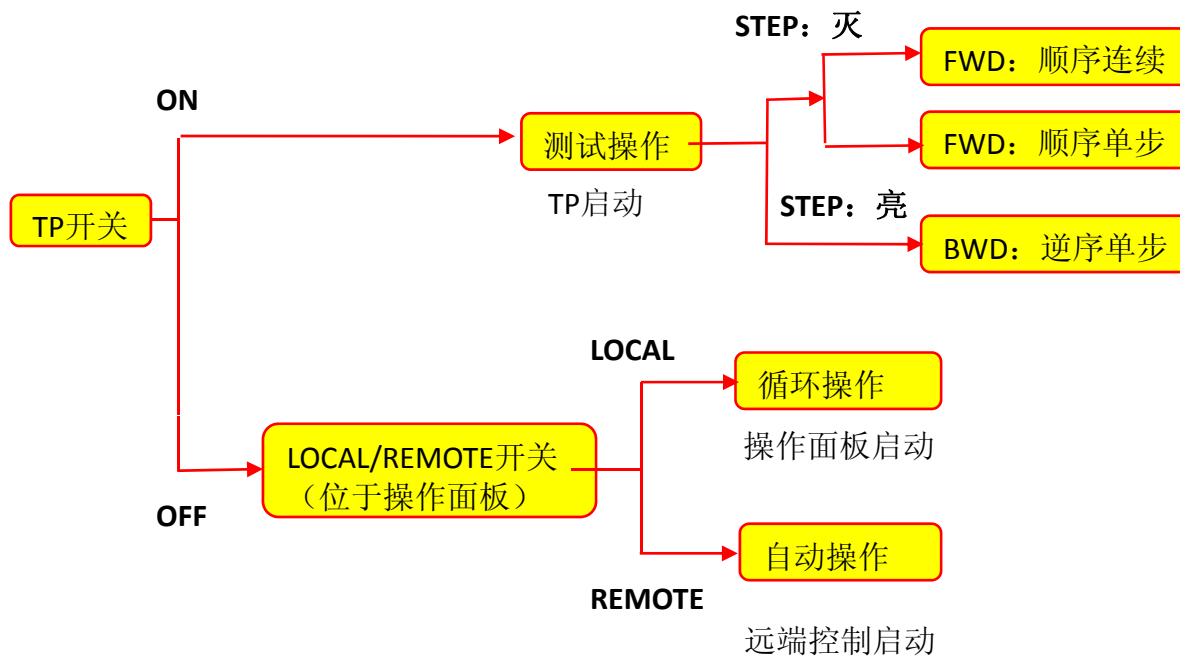 STEP：灭
FWD：顺序连续
ON
测试操作
FWD：顺序单步
TP启动
TP开关
STEP：亮
BWD：逆序单步
LOCAL
循环操作
操作面板启动
LOCAL/REMOTE开关
（位于操作面板）
OFF
自动操作
REMOTE
远端控制启动